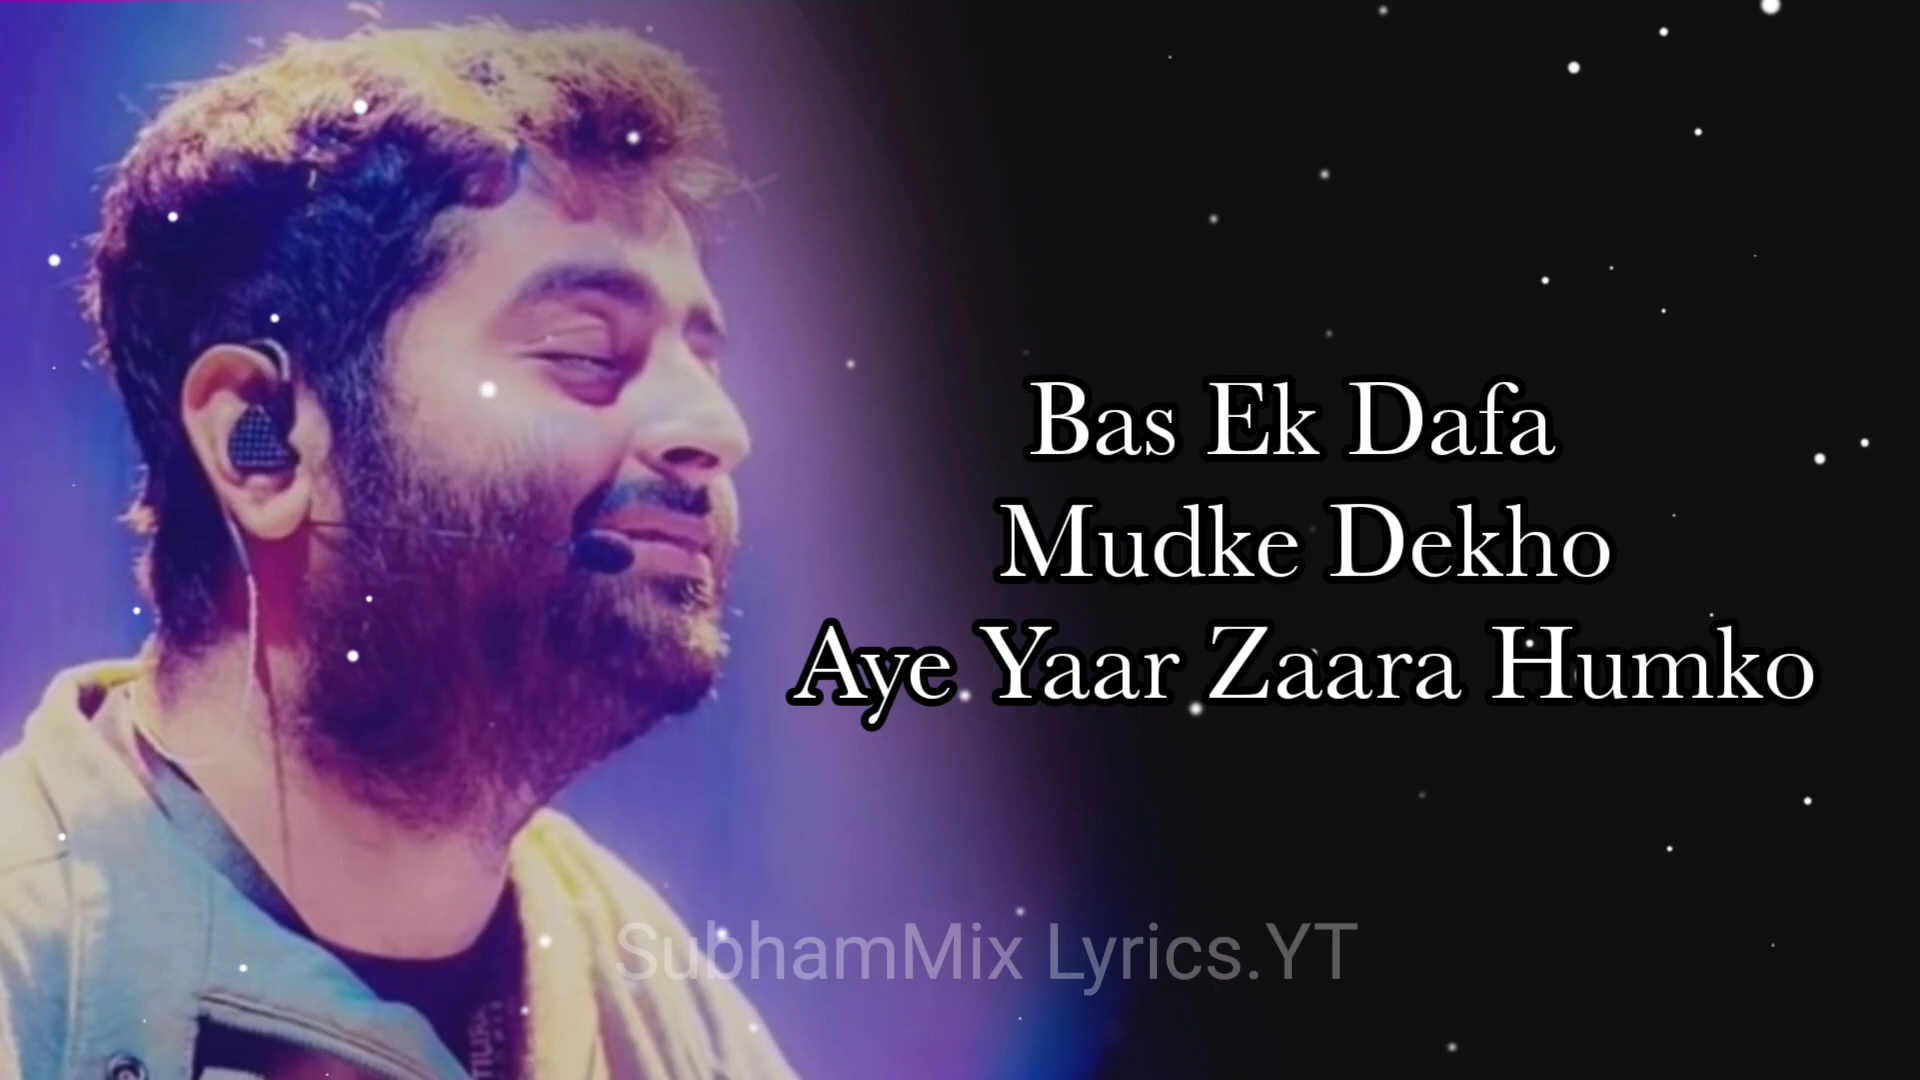 Bas Ek Dafa
Mudke Dekho
Aye Yaar Zaara Humko
SubhamMix Lyrics.YT